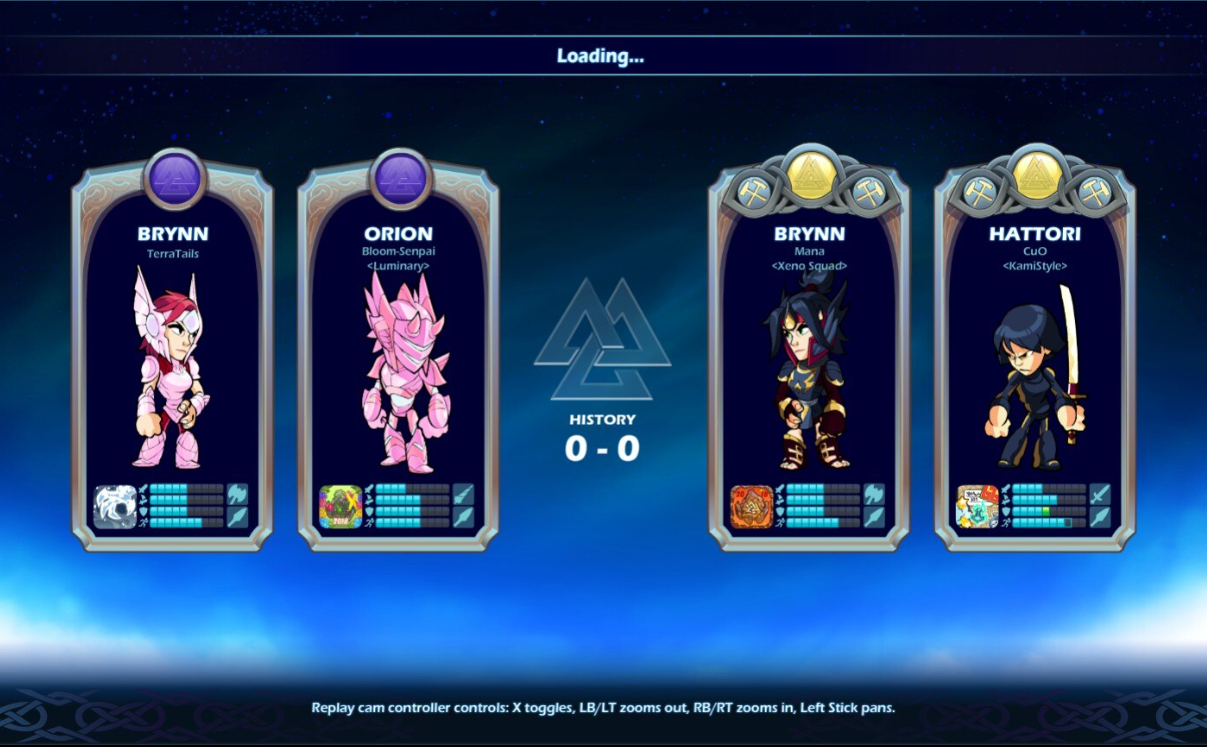 Loading...
BRYNN
TerraTails
ORION
Bloom-Senpai
<Luminary>
BRYNN
Mana
<Xeno Squad>
HATTORI
CuO
<KamiStyle>
HISTORY
0 - 0
2018
Replay cam controller controls: X toggles, LB/LT zooms out, RB/RT zooms in, Left Stick pans.